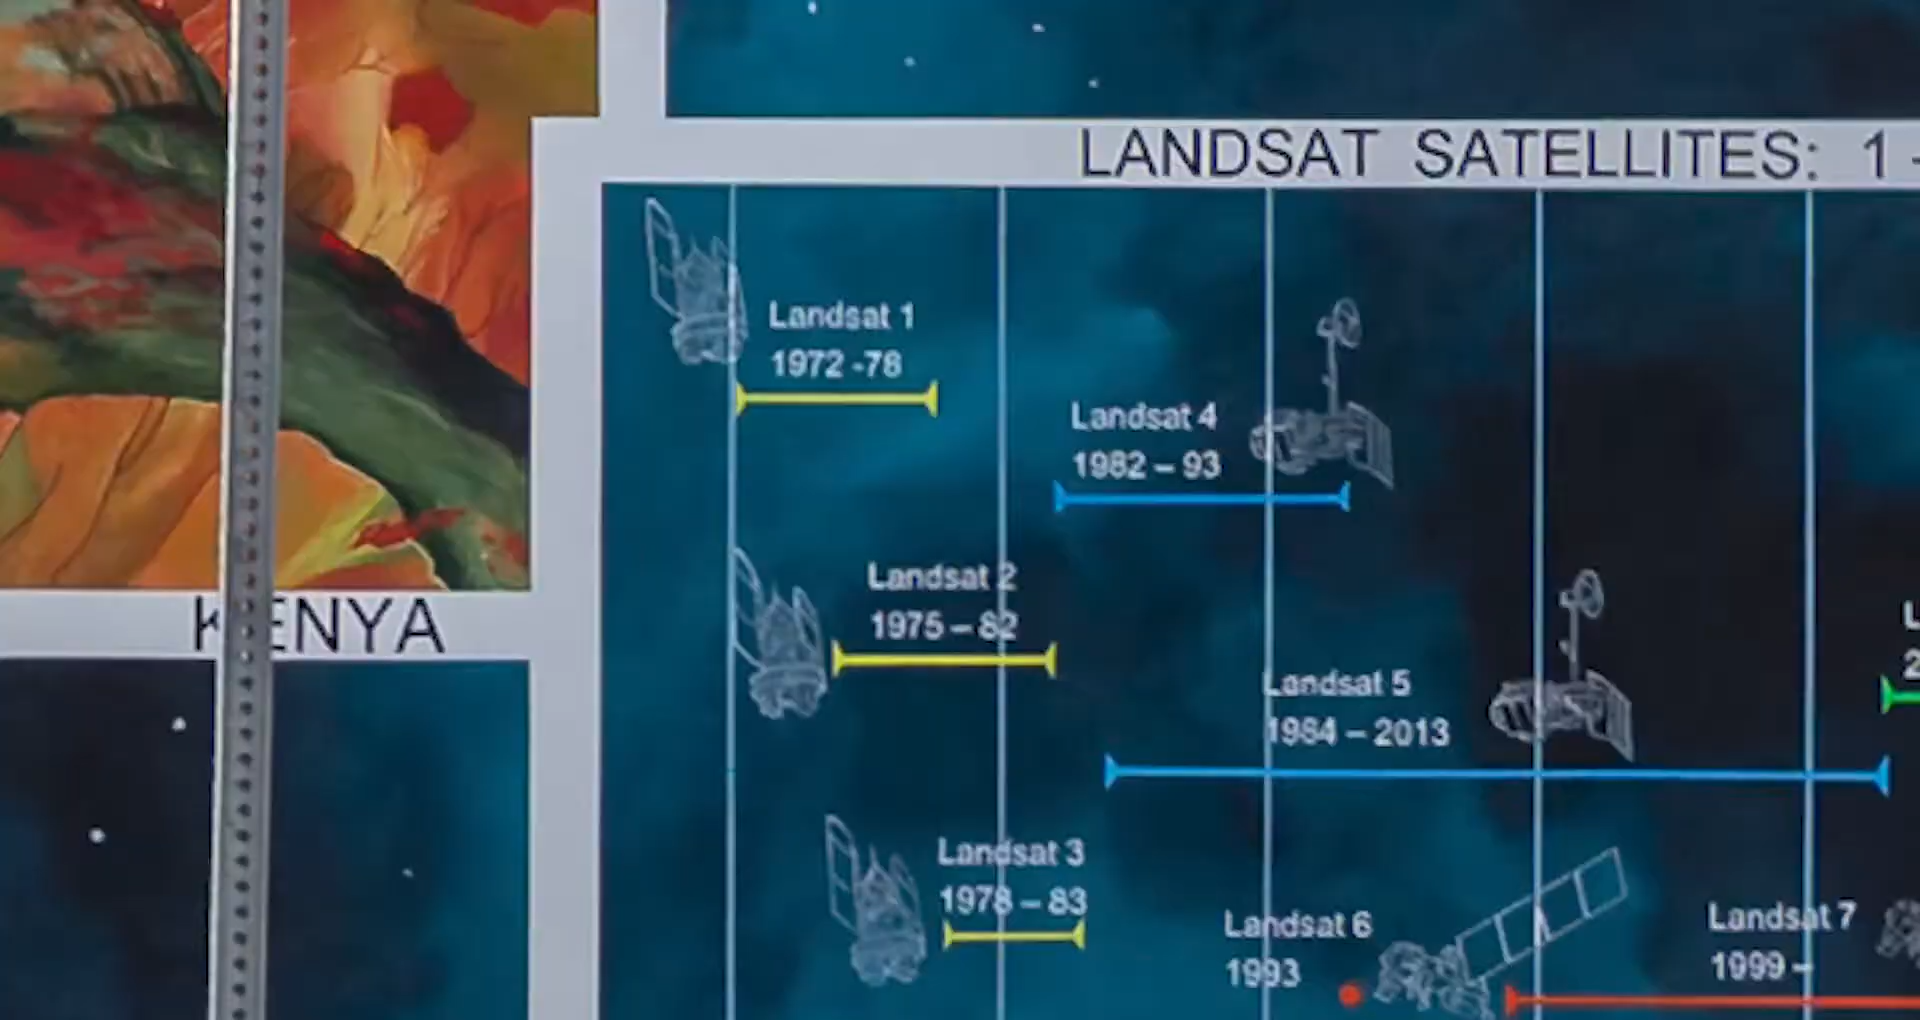 LANDSAT SATELLITES: 1 -
Landsat 1
1972 -78
Landsat 4
1982 – 93
Landsat 2
1975 – 82
KENYA
Landsat 5
1984 – 2013
Landsat 3
1978 – 83
Landsat 6
1993
Landsat 7
1999 –